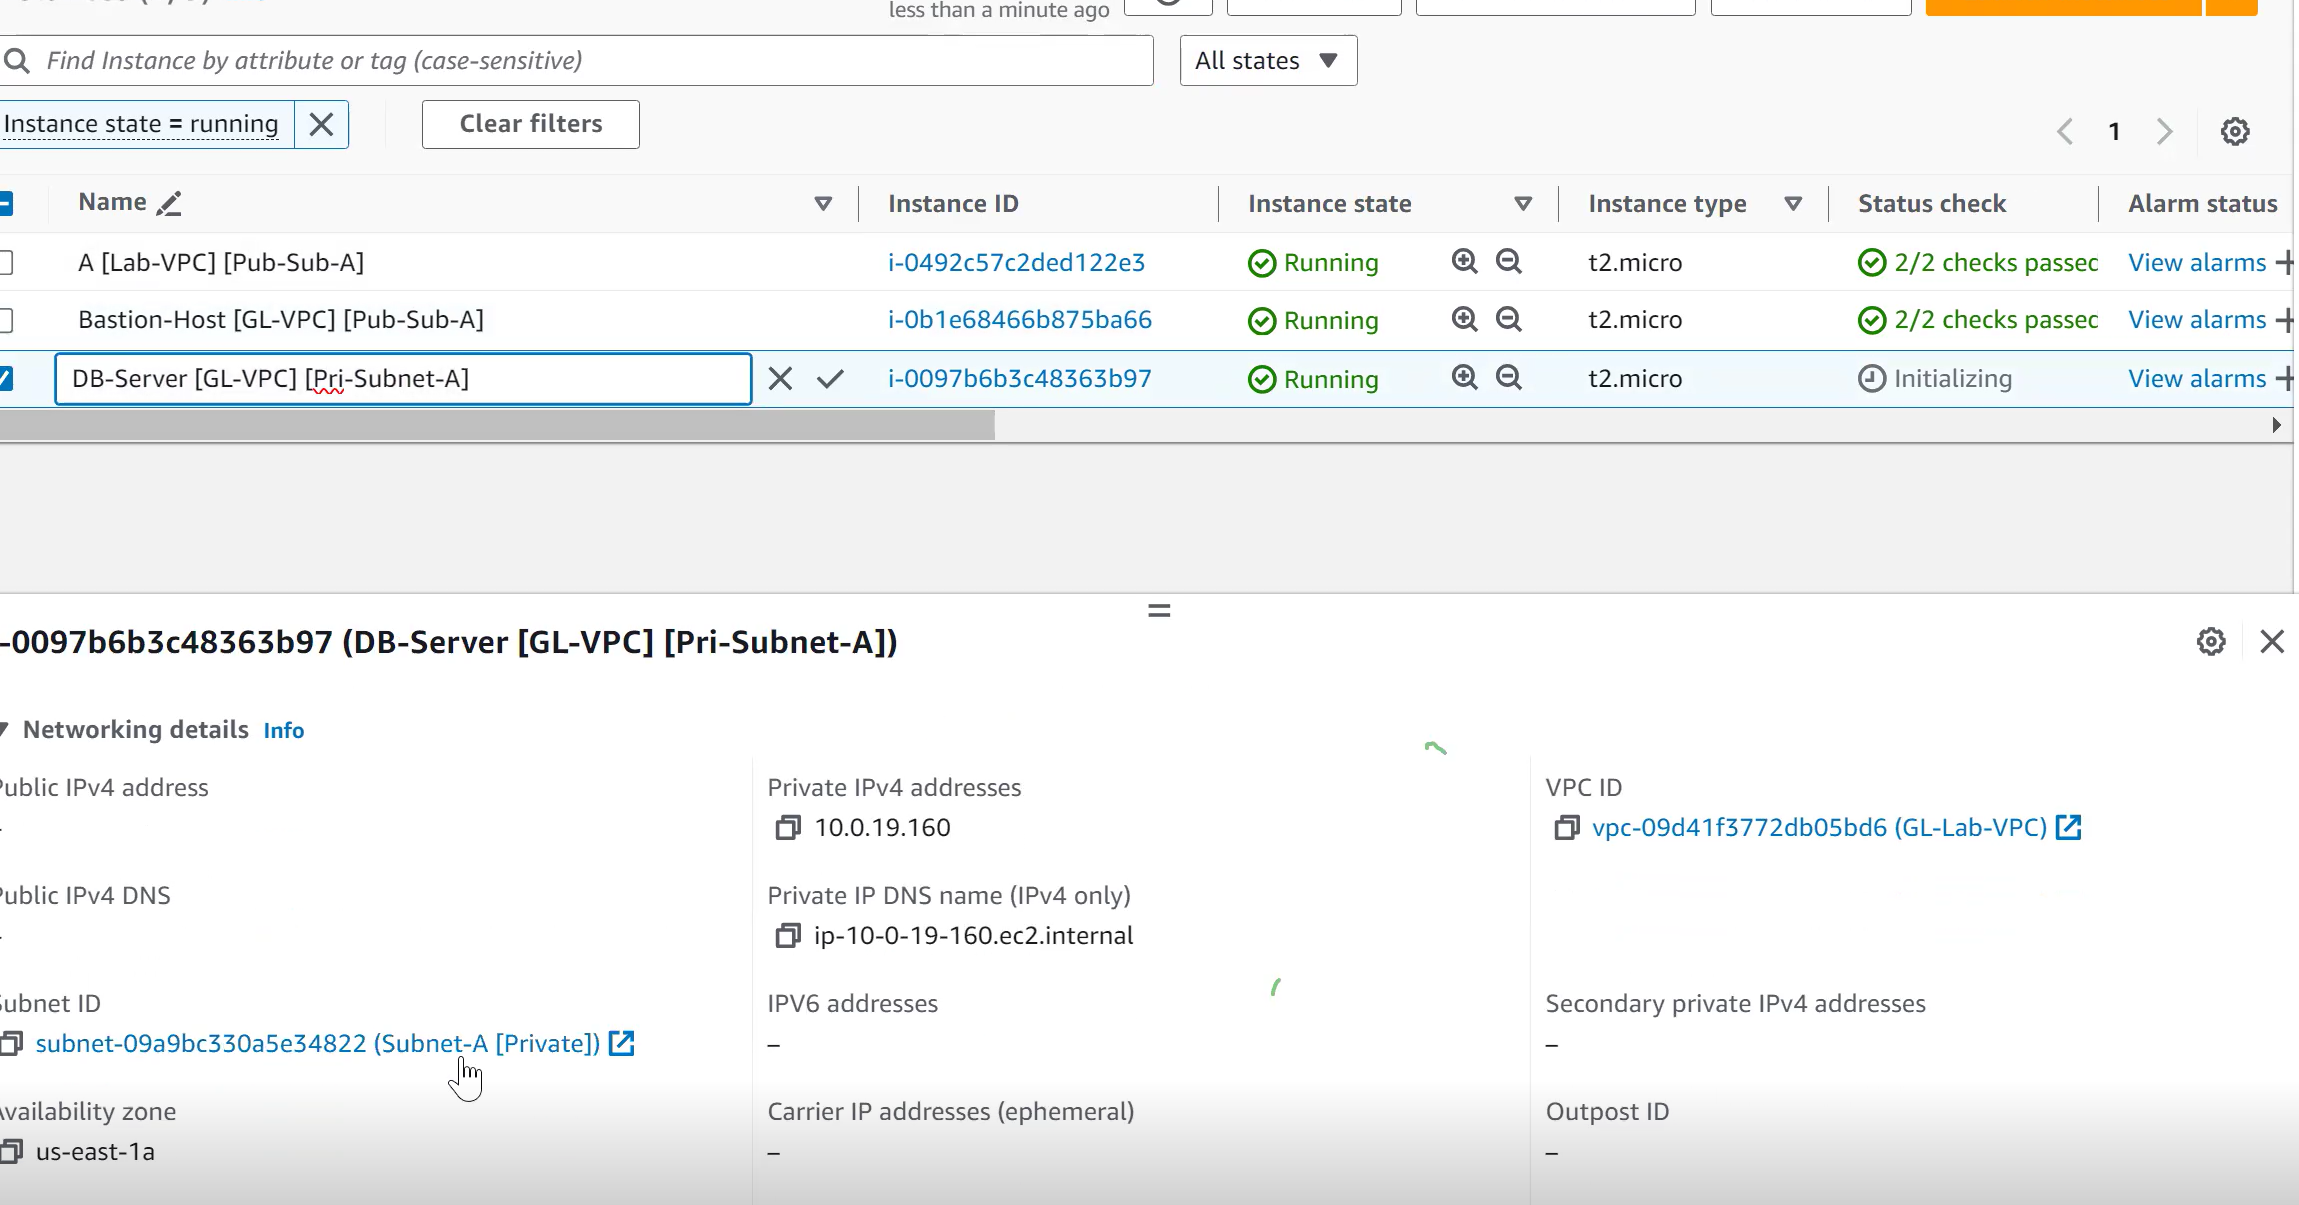 less than a minute ago
Find Instance by attribute or tag (case-sensitive)
All states
Instance state = running
Clear filters
1
Name
Instance ID
Instance state
Instance type
Status check
Alarm status
A [Lab-VPC] [Pub-Sub-A]
i-0492c57c2ded122e3
Running
t2.micro
2/2 checks passed
View alarms
Bastion-Host [GL-VPC] [Pub-Sub-A]
i-0b1e68466b875ba66
Running
t2.micro
2/2 checks passed
View alarms
DB-Server [GL-VPC] [Pri-Subnet-A]
i-0097b6b3c48363b97
Running
t2.micro
Initializing
View alarms
-0097b6b3c48363b97 (DB-Server [GL-VPC] [Pri-Subnet-A])
Networking details Info
Public IPv4 address
–
Private IPv4 addresses
10.0.19.160
VPC ID
vpc-09d41f3772db05bd6 (GL-Lab-VPC)
Public IPv4 DNS
–
Private IP DNS name (IPv4 only)
ip-10-0-19-160.ec2.internal
Subnet ID
subnet-09a9bc330a5e34822 (Subnet-A [Private])
IPV6 addresses
–
Secondary private IPv4 addresses
–
Availability zone
us-east-1a
Carrier IP addresses (ephemeral)
–
Outpost ID
–